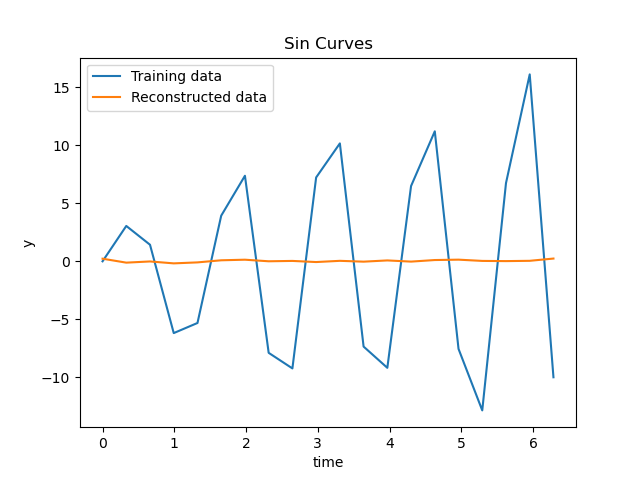 Sin Curves
Training data
Reconstructed data
y
15
10
5
0
−5
−10
0 1 2 3 4 5 6
time